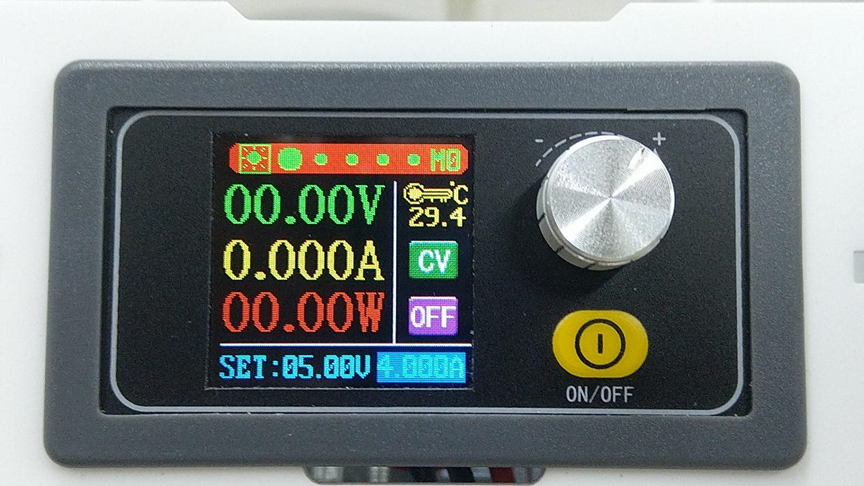 M0
00.00V
°C
29.4
0.000A
CV
00.00W
OFF
SET:05.00V 4.000A
- +
ON/OFF